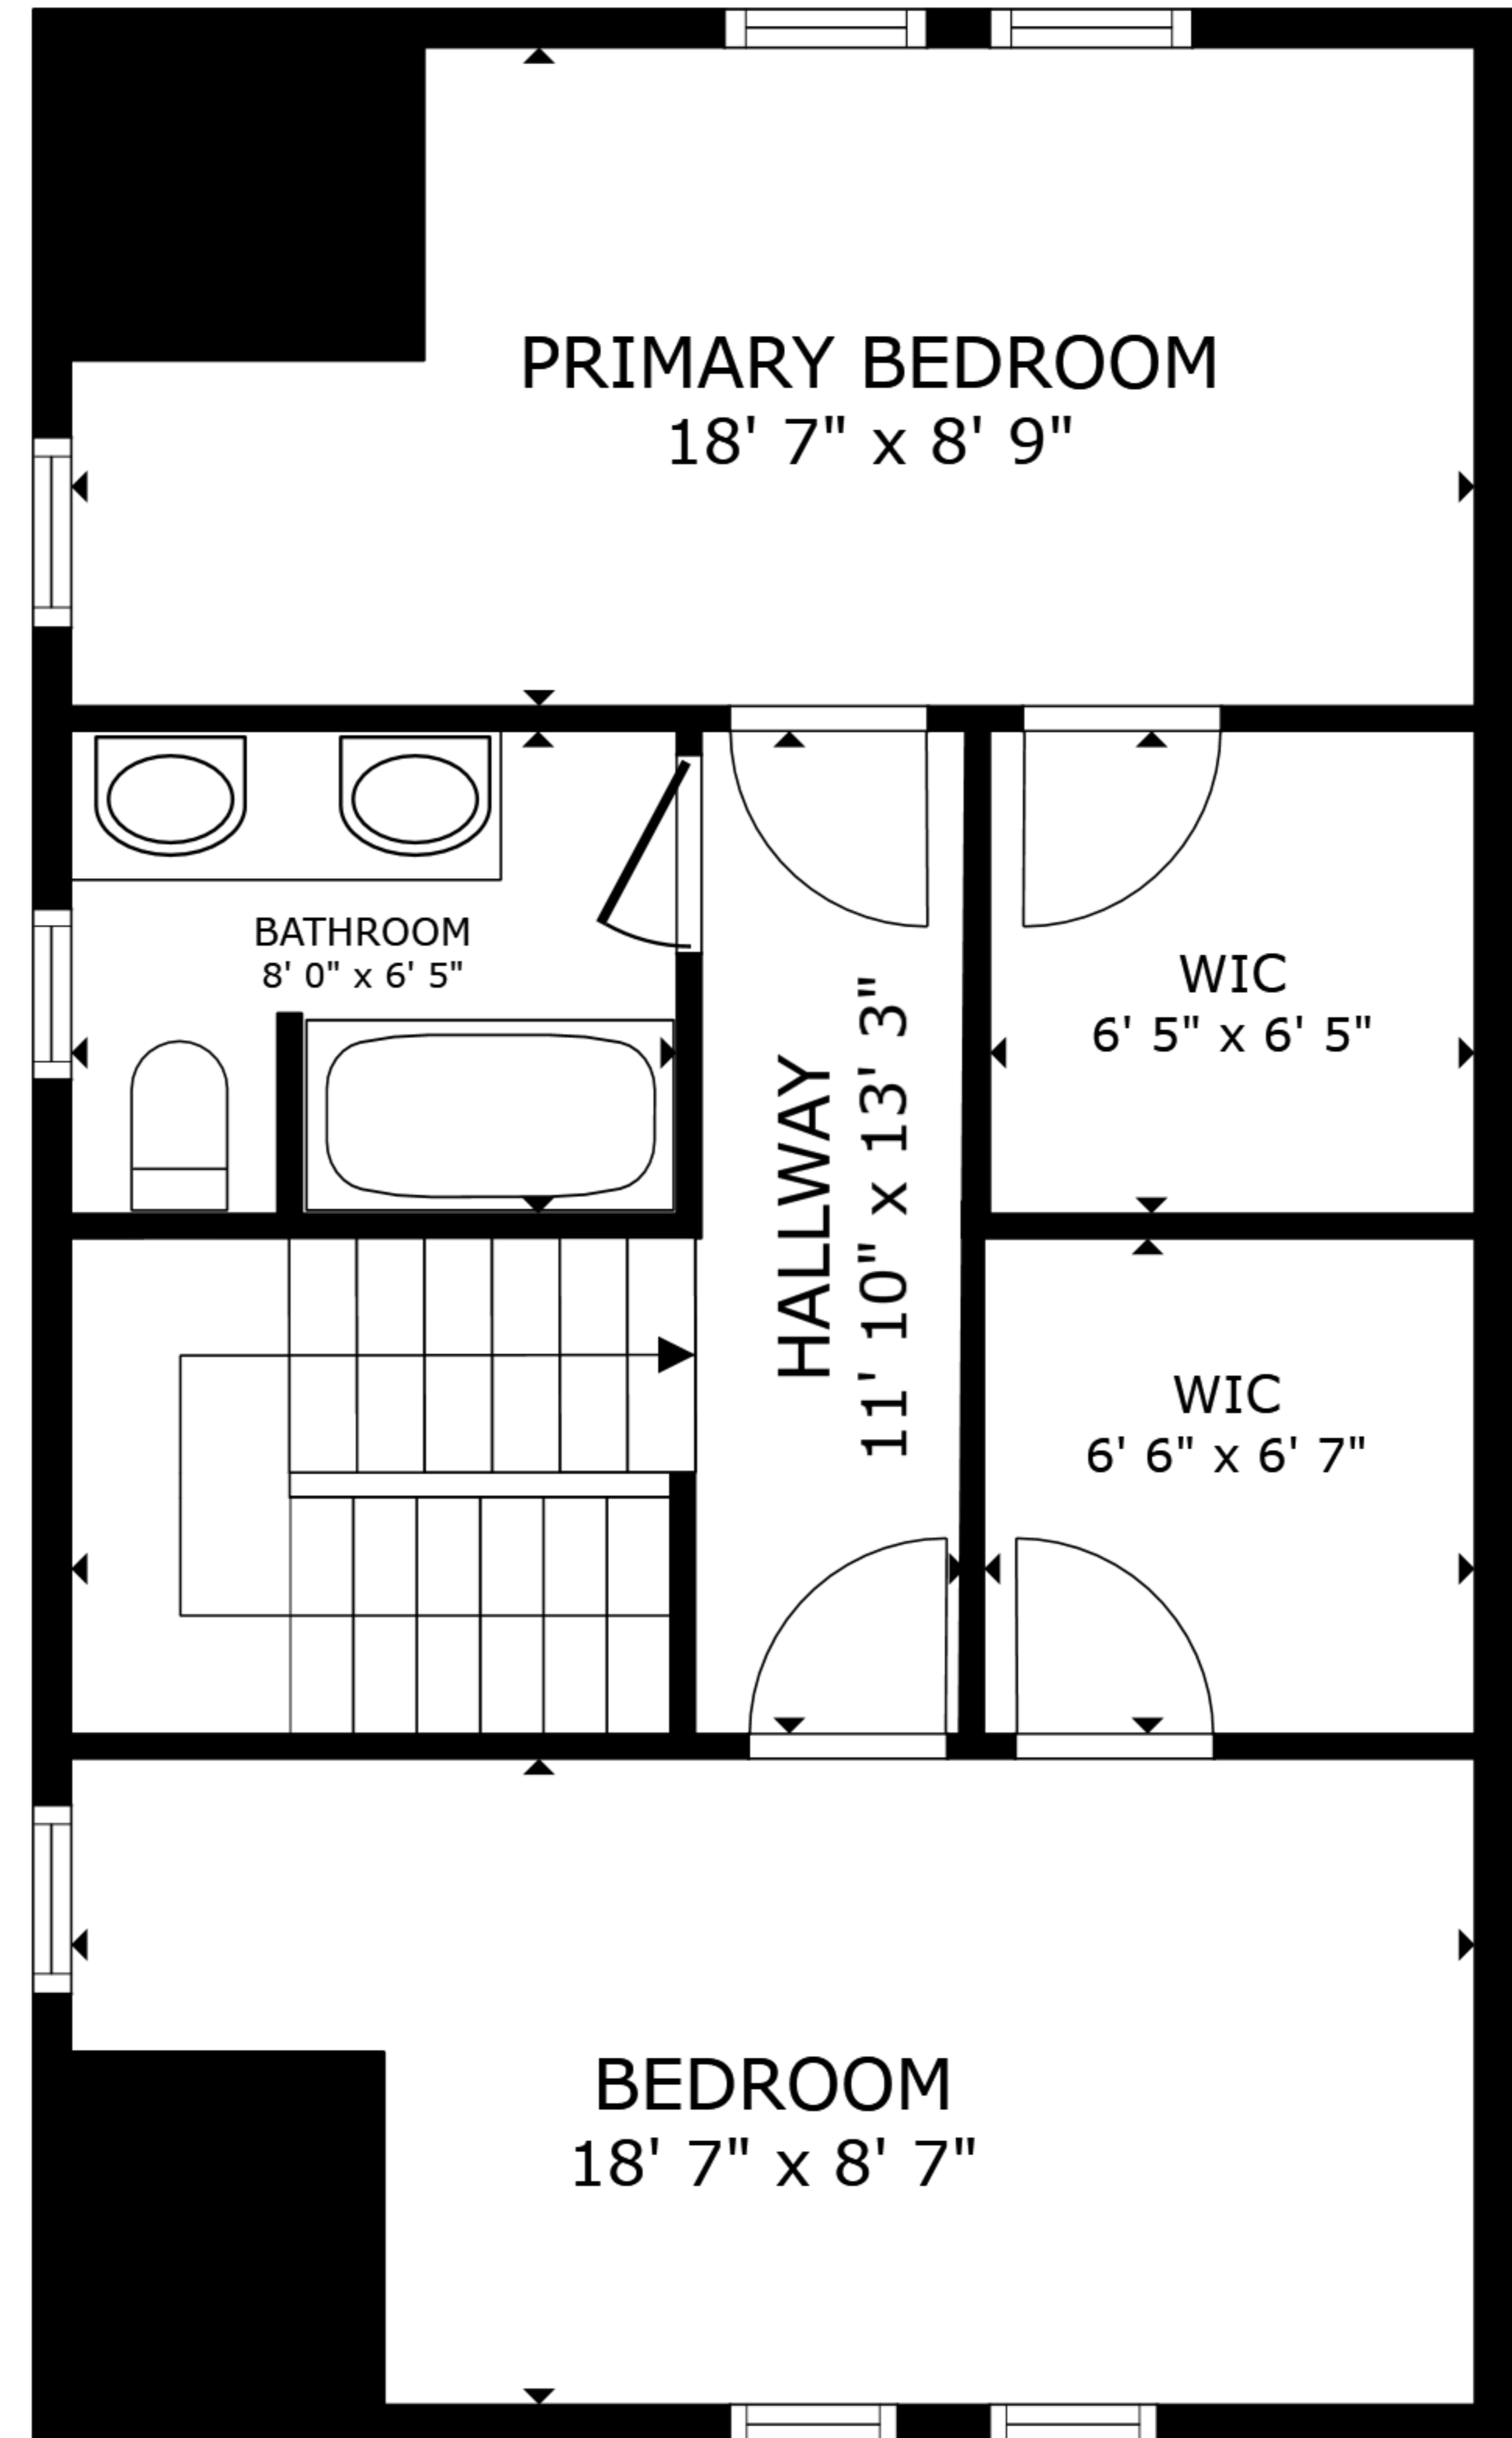 PRIMARY BEDROOM
18' 7" x 8' 9"
BATHROOM
8' 0" x 6' 5"
WIC
6' 5" x 6' 5"
HALLWAY
11' 10" x 13' 3"
WIC
6' 6" x 6' 7"
BEDROOM
18' 7" x 8' 7"